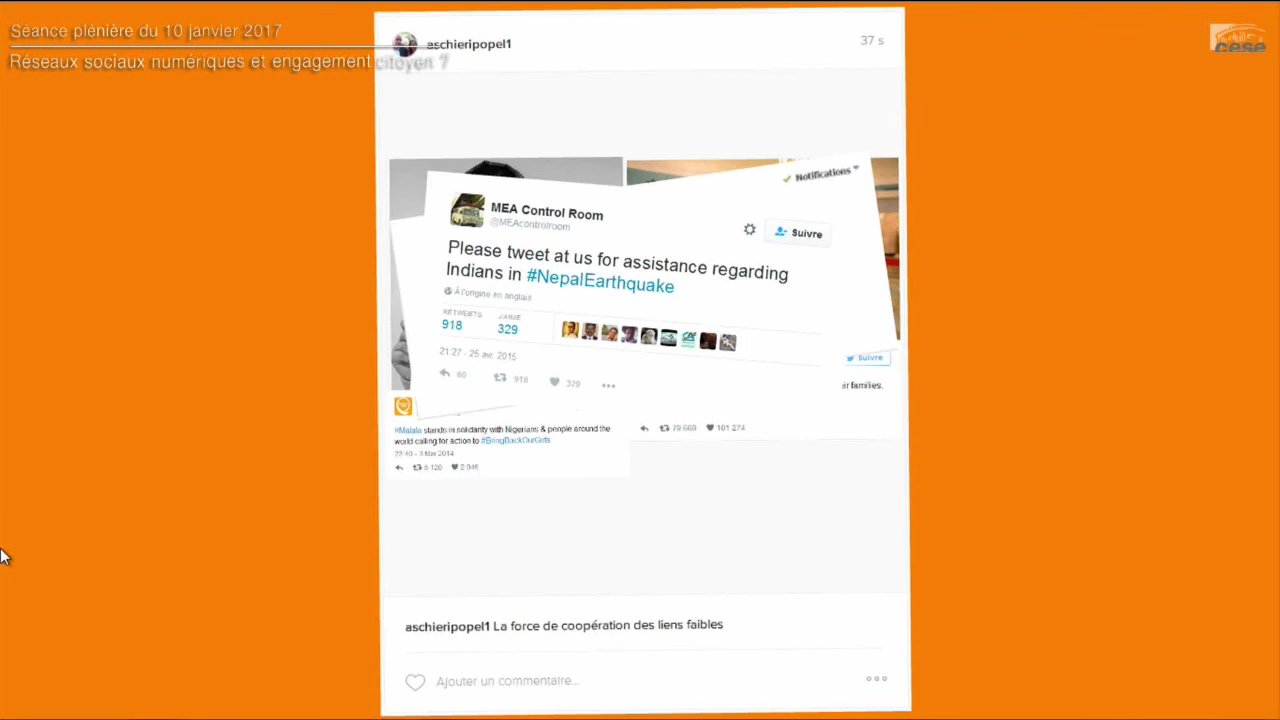 Séance plénière du 10 janvier 2017
Réseaux sociaux numériques et engagement citoyen ?
cese
aschieripopel1
37 s
Notifications
MEA Control Room
@MEAcontrolroom
Suivre
Please tweet at us for assistance regarding
Indians in #NepalEarthquake
À l'origine en anglais
RETWEETS
J'AIME
918
329
21:27 - 25 avr. 2015
60
918
329
Suivre
ir families.
79 669
101 274
#Malala stands in solidarity with Nigerians & people around the
world calling for action to #BringBackOurGirls
23:40 - 3 Mai 2014
6 120
2 046
aschieripopel1 La force de coopération des liens faibles
Ajouter un commentaire...